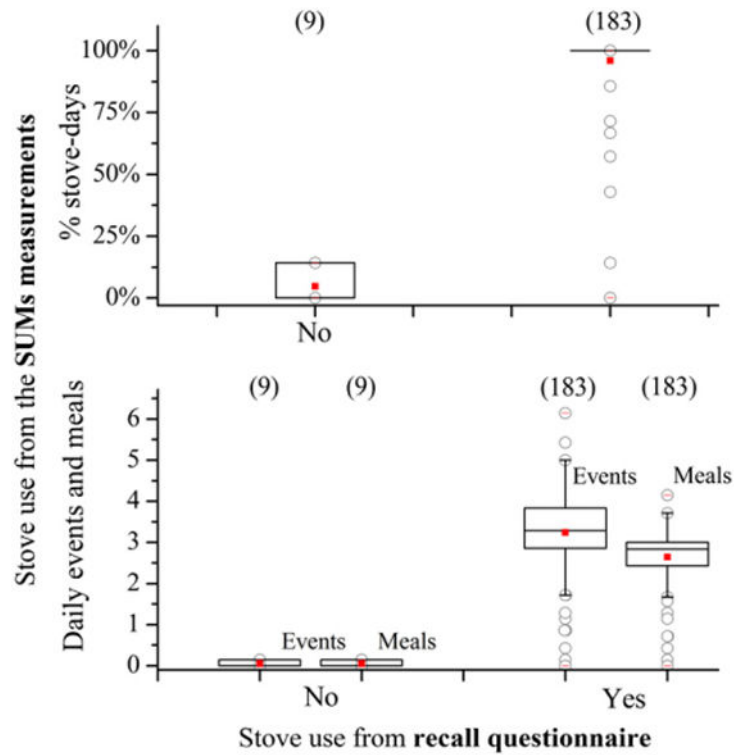 (9) (183)
100%
75%
50%
25%
0%
% stove-days
No
Stove use from the SUMs measurements
(9) (9) (183) (183)
6
5
4
3
2
1
0
Daily events and meals
Events Meals
Events Meals
No Yes
Stove use from recall questionnaire